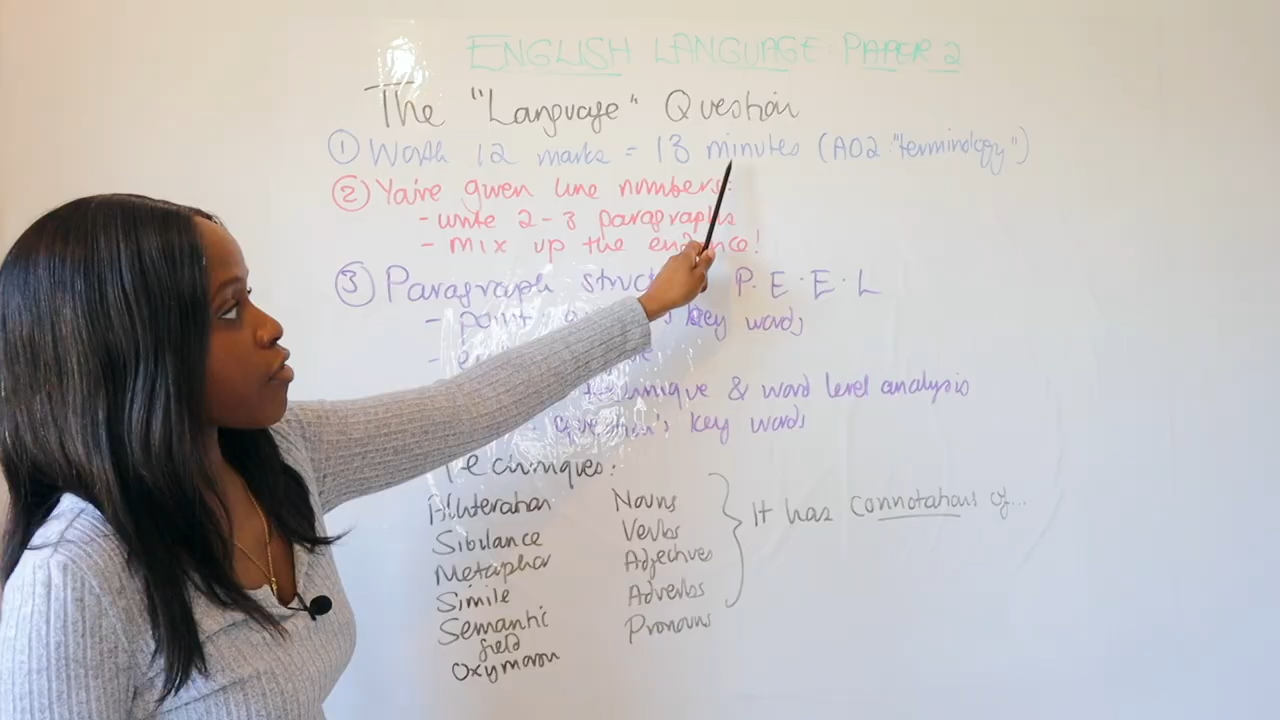 ENGLISH LANGUAGE: PAPER 2
The "Language" Question
① Worth 12 marks = 13 minutes (AO2: "terminology")
② You're given line numbers:
- write 2-3 paragraphs
- mix up the evidence!
③ Paragraph P.E.E.L
- point key words
technique & word level analysis
question's key words
Techniques:
Alliteration Nouns
Sibilance Verbs
Metaphor Adjectives
Simile Adverbs
Semantic field Pronouns
Oxymoron
It has connotations of...